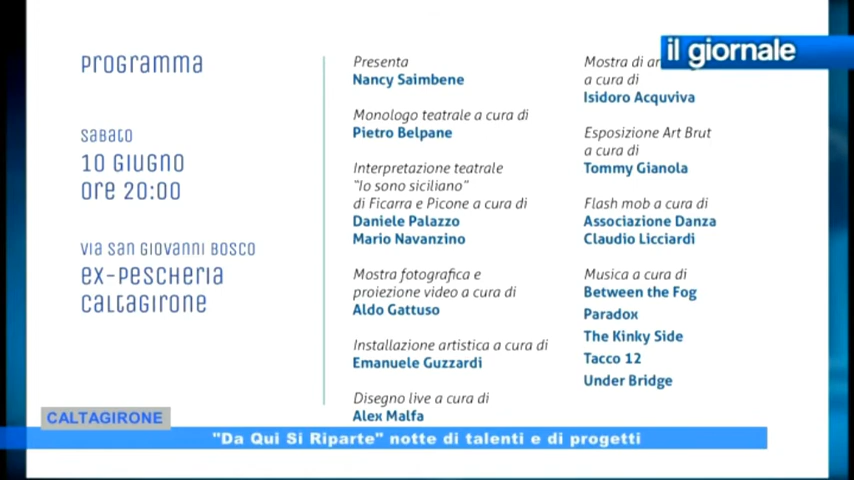 il giornale
Programma
sabato
10 GIUGNO
ore 20:00
via san Giovanni Bosco
ex-pescheria
caltagirone
Presenta
Nancy Saimbene
Monologo teatrale a cura di
Pietro Belpane
Interpretazione teatrale
"Io sono siciliano"
di Ficarra e Picone a cura di
Daniele Palazzo
Mario Navanzino
Mostra fotografica e
proiezione video a cura di
Aldo Gattuso
Installazione artistica a cura di
Emanuele Guzzardi
Disegno live a cura di
Alex Malfa
Mostra di
a cura di
Isidoro Acquviva
Esposizione Art Brut
a cura di
Tommy Gianola
Flash mob a cura di
Associazione Danza
Claudio Licciardi
Musica a cura di
Between the Fog
Paradox
The Kinky Side
Tacco 12
Under Bridge
CALTAGIRONE
"Da Qui Si Riparte" notte di talenti e di progetti